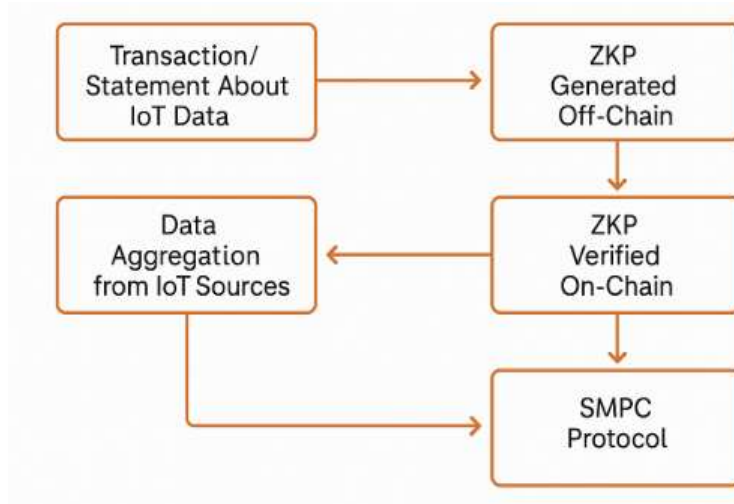 Transaction/
Statement About
IoT Data
ZKP
Generated
Off-Chain
Data
Aggregation
from IoT Sources
ZKP
Verified
On-Chain
SMPC
Protocol